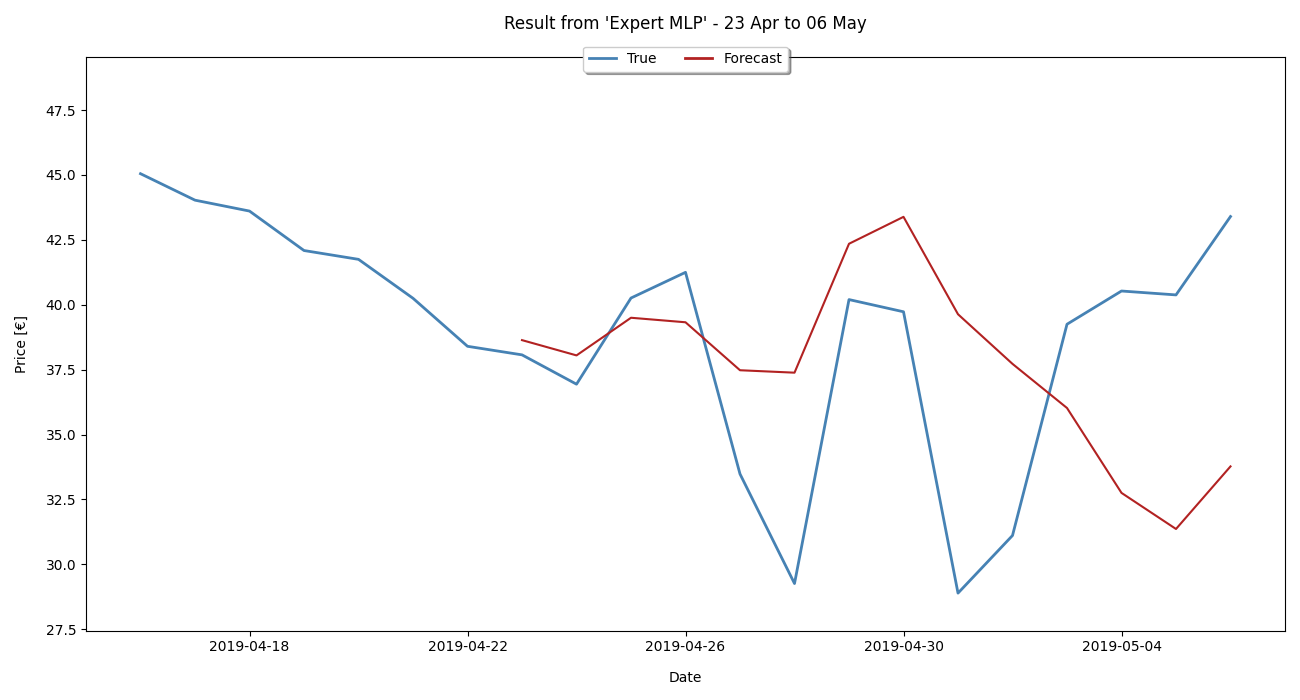 Result from 'Expert MLP' - 23 Apr to 06 May
True Forecast
47.5
45.0
42.5
40.0
37.5
35.0
32.5
30.0
27.5
Price [€]
2019-04-18 2019-04-22 2019-04-26 2019-04-30 2019-05-04
Date